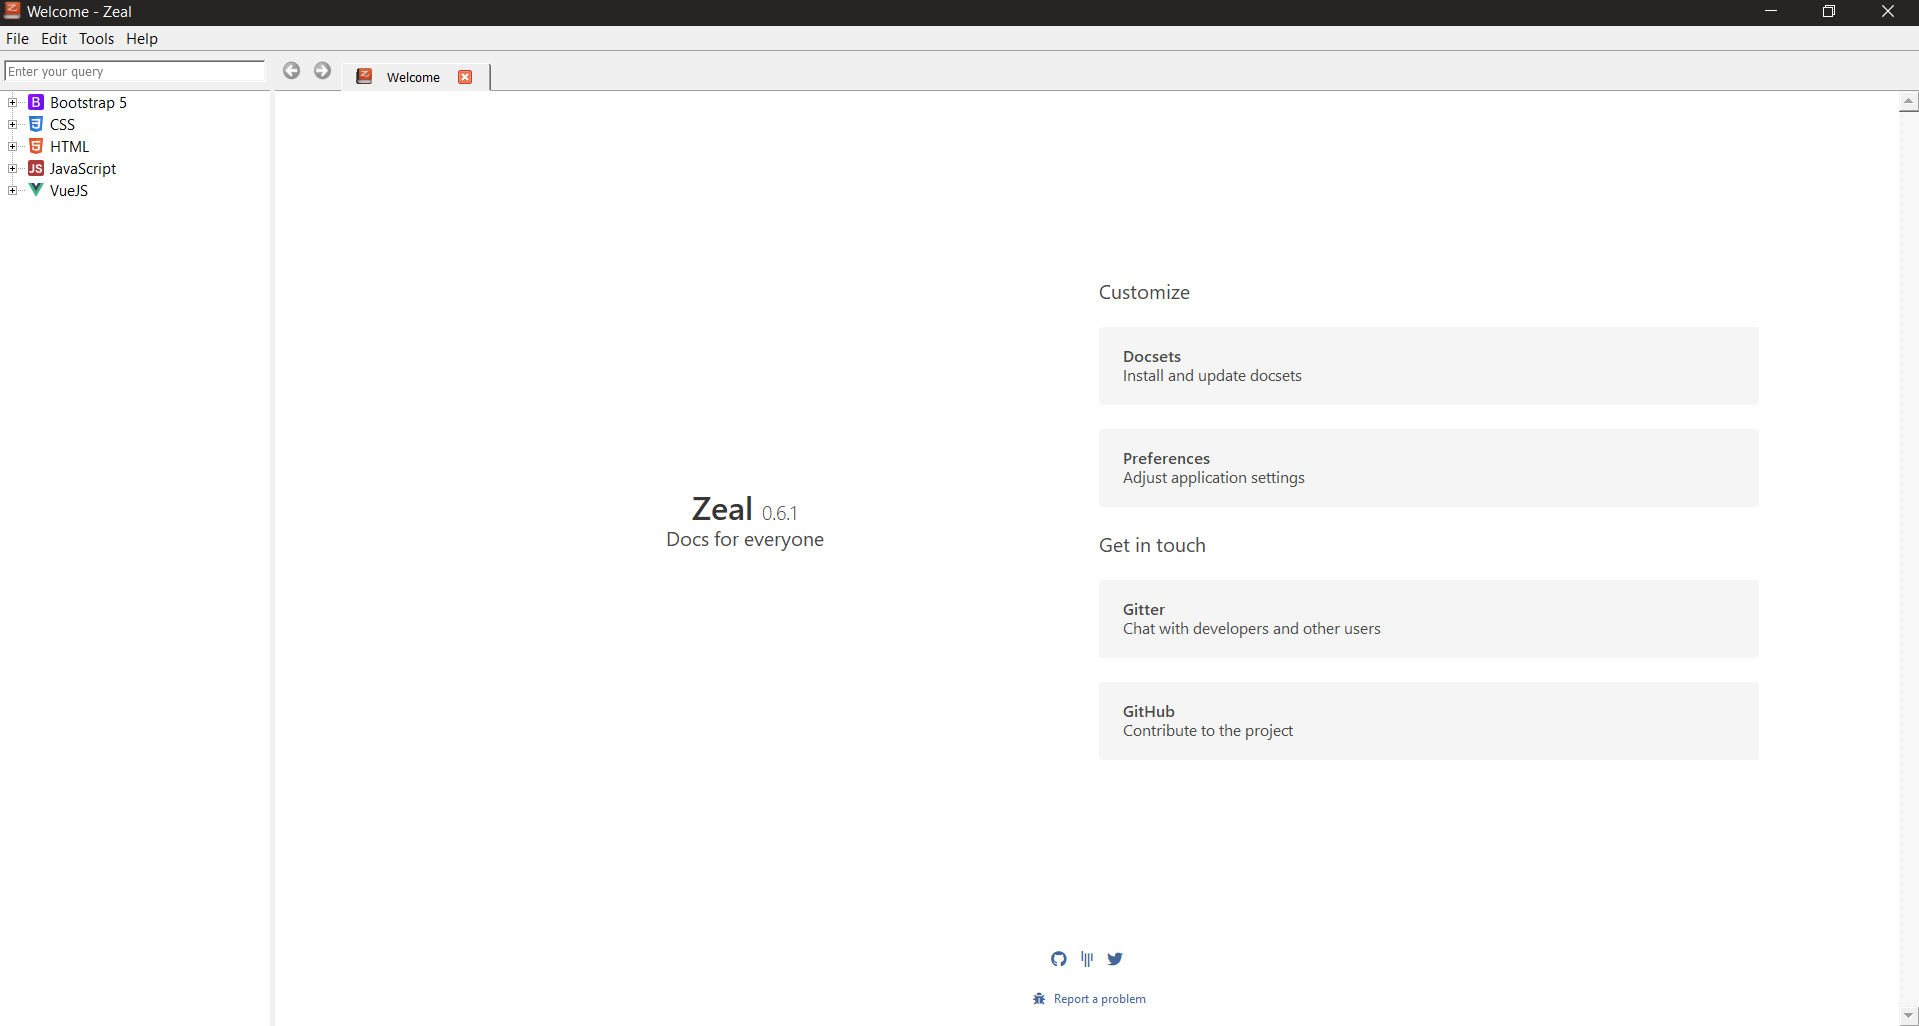 Welcome - Zeal
File Edit Tools Help
Enter your query
Welcome
Bootstrap 5
CSS
HTML
JavaScript
VueJS
Zeal 0.6.1
Docs for everyone
Customize
Docsets
Install and update docsets
Preferences
Adjust application settings
Get in touch
Gitter
Chat with developers and other users
GitHub
Contribute to the project
Report a problem